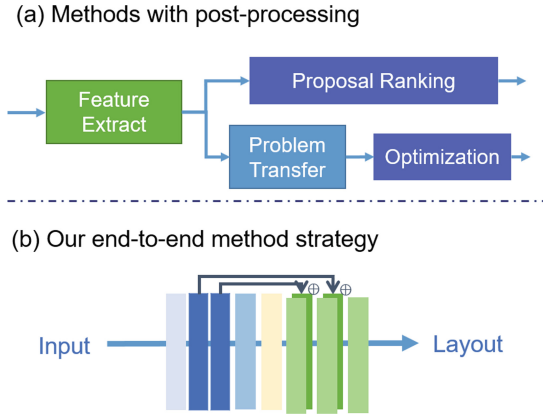 (a) Methods with post-processing
Feature
Extract
Proposal Ranking
Problem
Transfer
Optimization
(b) Our end-to-end method strategy
Input
Layout